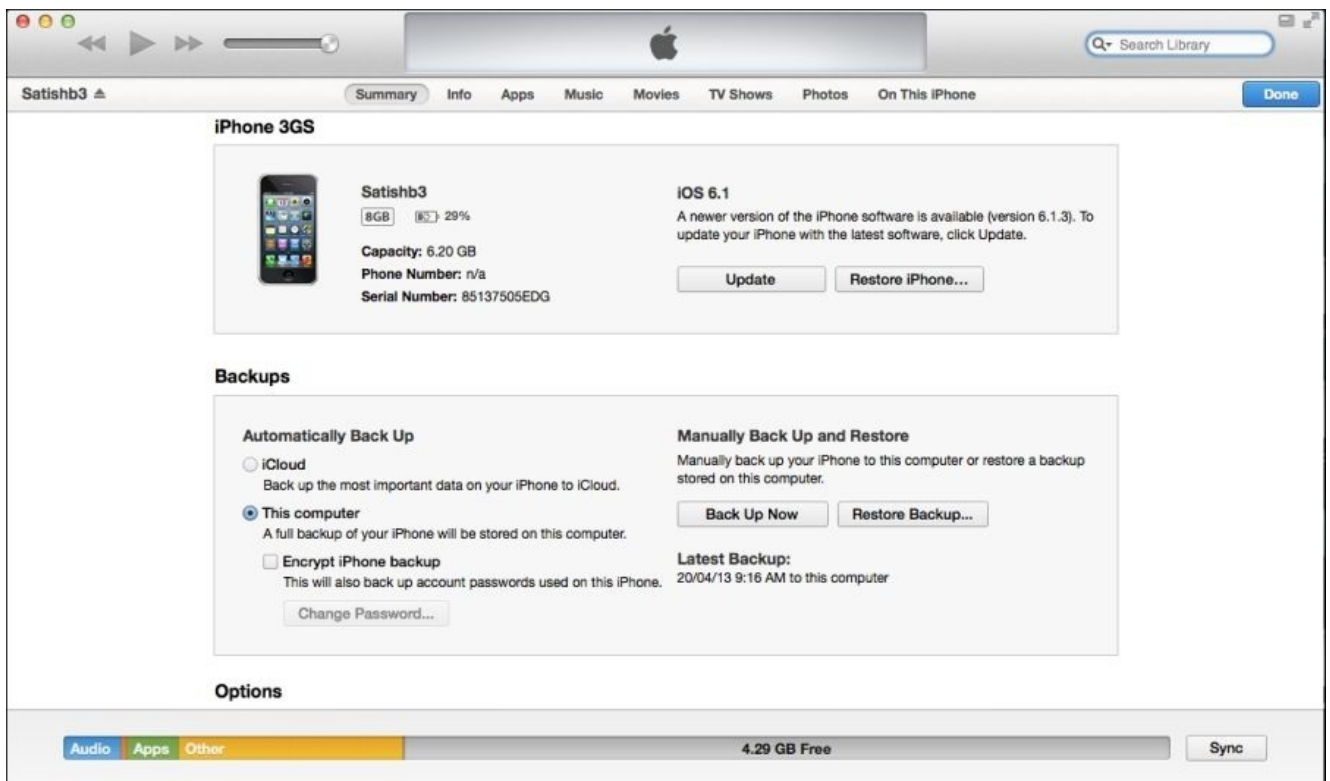 Search Library
Satishb3
Summary Info Apps Music Movies TV Shows Photos On This iPhone
Done
iPhone 3GS
Satishb3
8GB 29%
Capacity: 6.20 GB
Phone Number: n/a
Serial Number: 85137505EDG
iOS 6.1
A newer version of the iPhone software is available (version 6.1.3). To
update your iPhone with the latest software, click Update.
Update Restore iPhone...
Backups
Automatically Back Up
iCloud
Back up the most important data on your iPhone to iCloud.
This computer
A full backup of your iPhone will be stored on this computer.
Encrypt iPhone backup
This will also back up account passwords used on this iPhone.
Change Password...
Manually Back Up and Restore
Manually back up your iPhone to this computer or restore a backup
stored on this computer.
Back Up Now Restore Backup...
Latest Backup:
20/04/13 9:16 AM to this computer
Options
Audio Apps Other 4.29 GB Free Sync